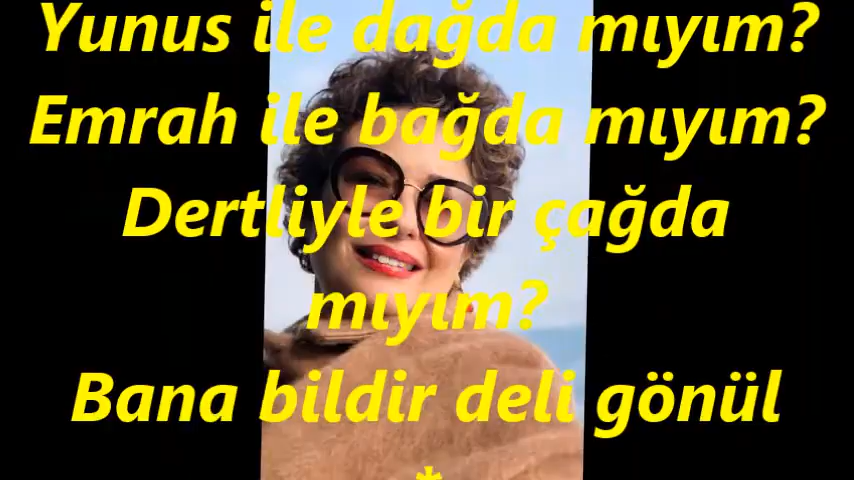 Yunus ile dağda mıyım?
Emrah ile bağda mıyım?
Dertliyle bir çağda
mıyım?
Bana bildir deli gönül
*